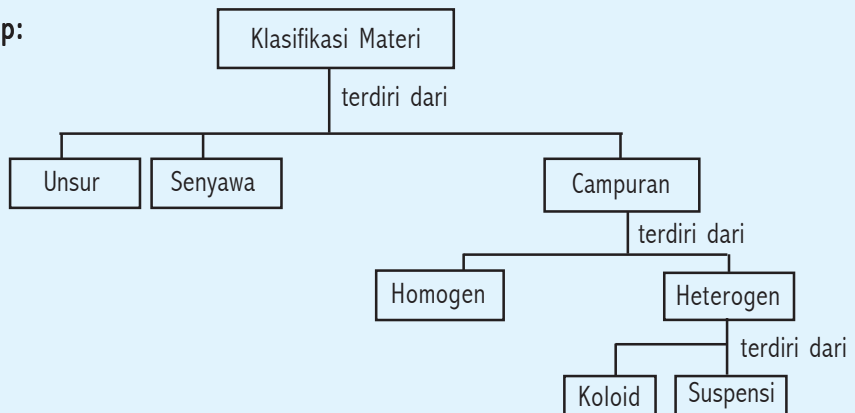 p:
Klasifikasi Materi
terdiri dari
Unsur
Senyawa
Campuran
terdiri dari
Homogen
Heterogen
terdiri dari
Koloid
Suspensi